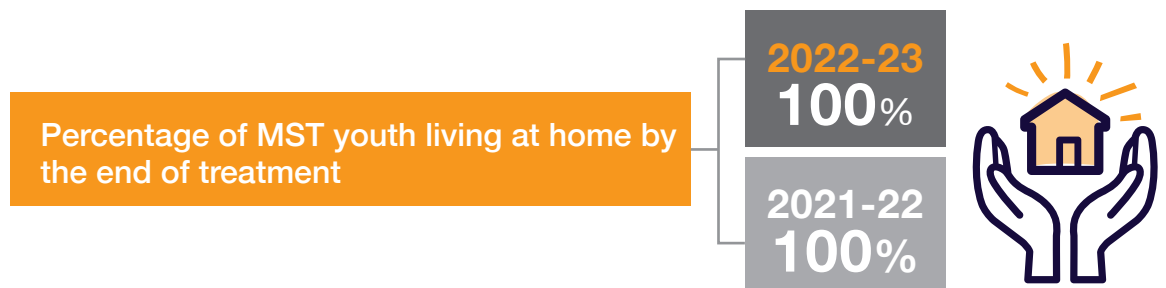 Percentage of MST youth living at home by
the end of treatment
2022-23
100%
2021-22
100%